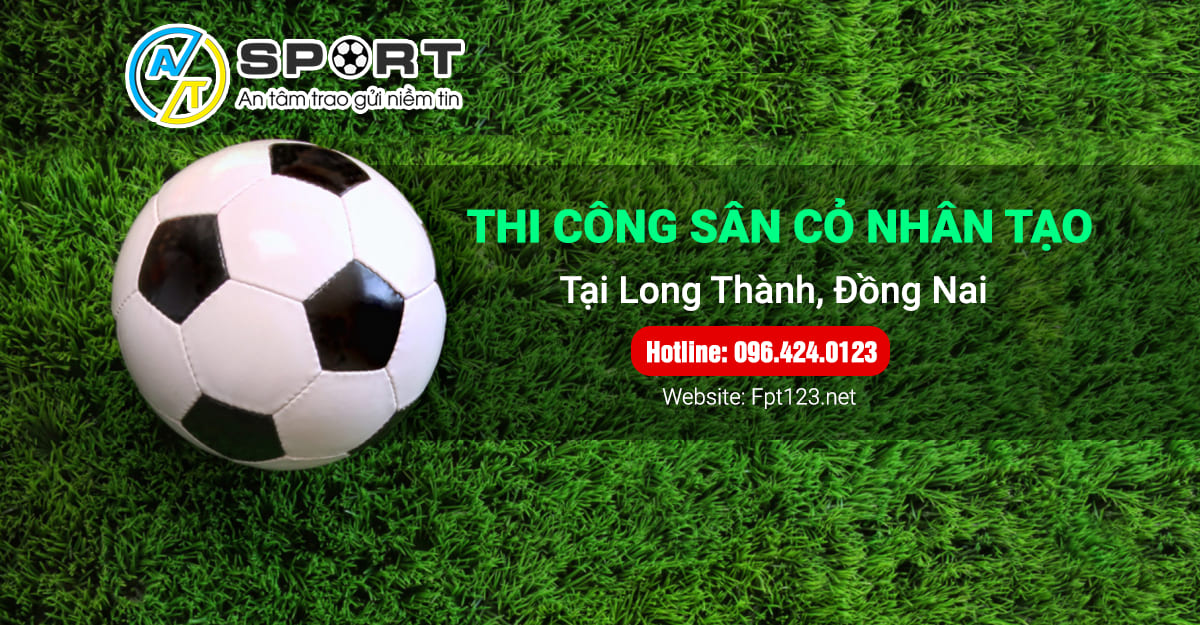 AT SPORT
An tâm trao gửi niềm tin
THI CÔNG SÂN CỎ NHÂN TẠO
Tại Long Thành, Đồng Nai
Hotline: 096.424.0123
Website: Fpt123.net